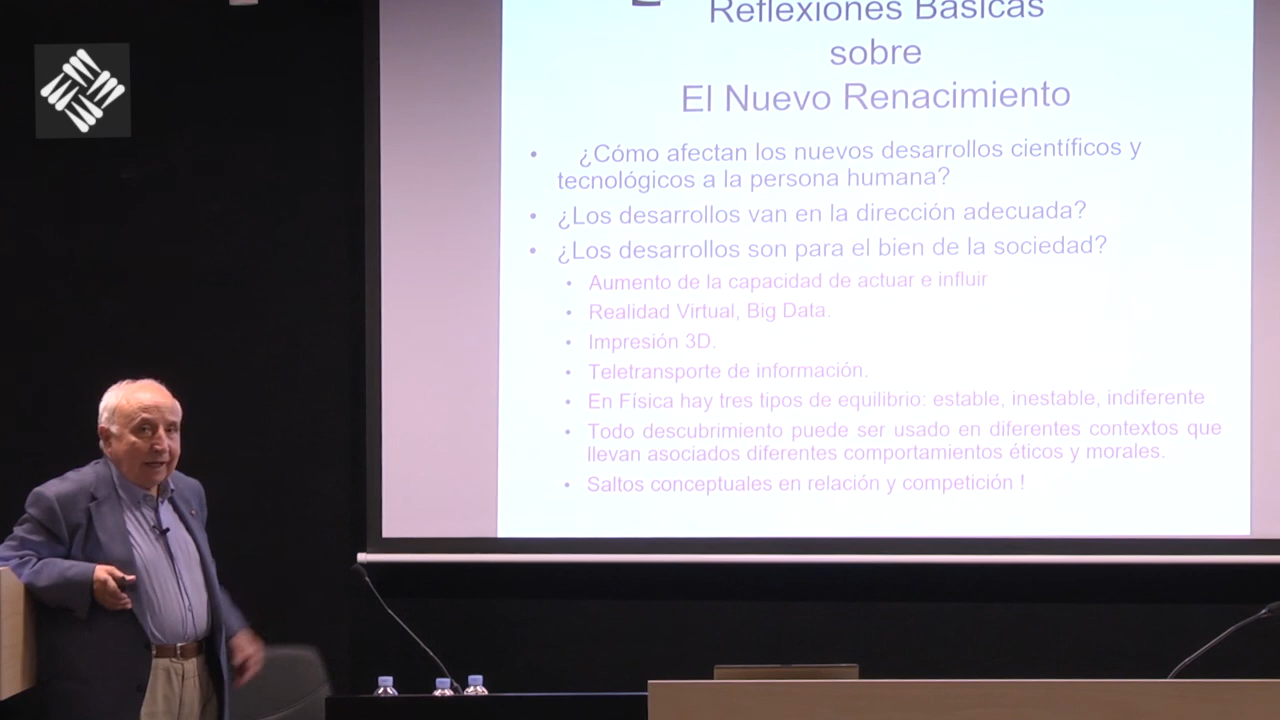 Reflexiones Básicas
sobre
El Nuevo Renacimiento
• ¿Cómo afectan los nuevos desarrollos científicos y
tecnológicos a la persona humana?
• ¿Los desarrollos van en la dirección adecuada?
• ¿Los desarrollos son para el bien de la sociedad?
• Aumento de la capacidad de actuar e influir
• Realidad Virtual, Big Data.
• Impresión 3D.
• Teletransporte de información.
• En Física hay tres tipos de equilibrio: estable, inestable, indiferente
• Todo descubrimiento puede ser usado en diferentes contextos que
llevan asociados diferentes comportamientos éticos y morales.
• Saltos conceptuales en relación y competición !